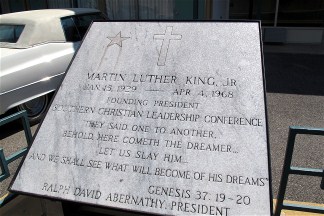 MARTIN LUTHER KING, JR.
JAN. 15, 1929 — APR. 4, 1968
FOUNDING PRESIDENT
SOUTHERN CHRISTIAN LEADERSHIP CONFERENCE
"THEY SAID ONE TO ANOTHER,
BEHOLD, HERE COMETH THE DREAMER...
LET US SLAY HIM...
AND WE SHALL SEE WHAT WILL BECOME OF HIS DREAMS"
GENESIS 37:19-20
RALPH DAVID ABERNATHY, PRESIDENT